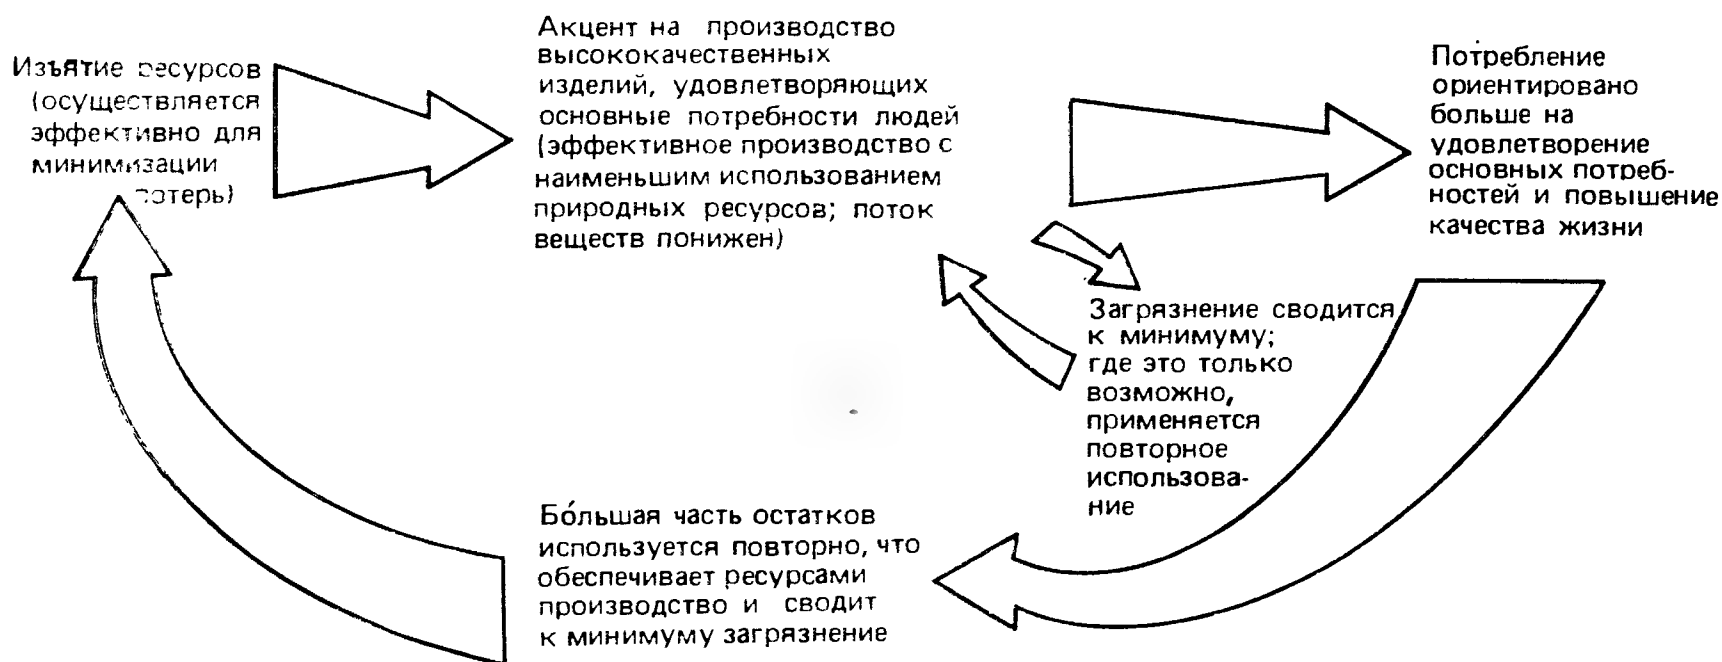 Изъятие ресурсов
(осуществляется
эффективно для
минимизации
потерь)
Акцент на производство
высококачественных
изделий, удовлетворяющих
основные потребности людей
(эффективное производство с
наименьшим использованием
природных ресурсов; поток
веществ понижен)
Потребление
ориентировано
больше на
удовлетворение
основных потреб-
ностей и повышение
качества жизни
Загрязнение сводится
к минимуму;
где это только
возможно,
применяется
повторное
использова-
ние
Бо́льшая часть остатков
используется повторно, что
обеспечивает ресурсами
производство и сводит
к минимуму загрязнение